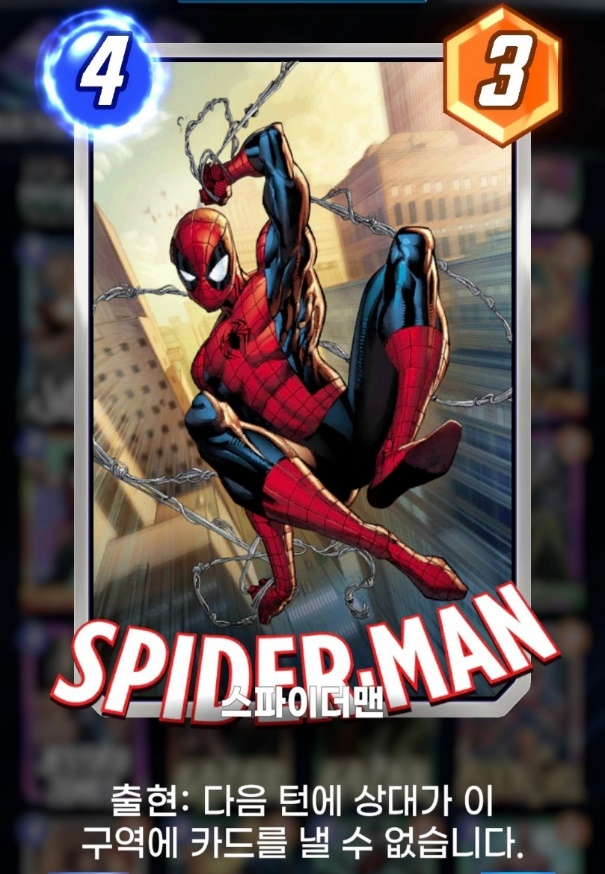 4
3
SPIDER-MAN
스파이더맨
출현: 다음 턴에 상대가 이
구역에 카드를 낼 수 없습니다.